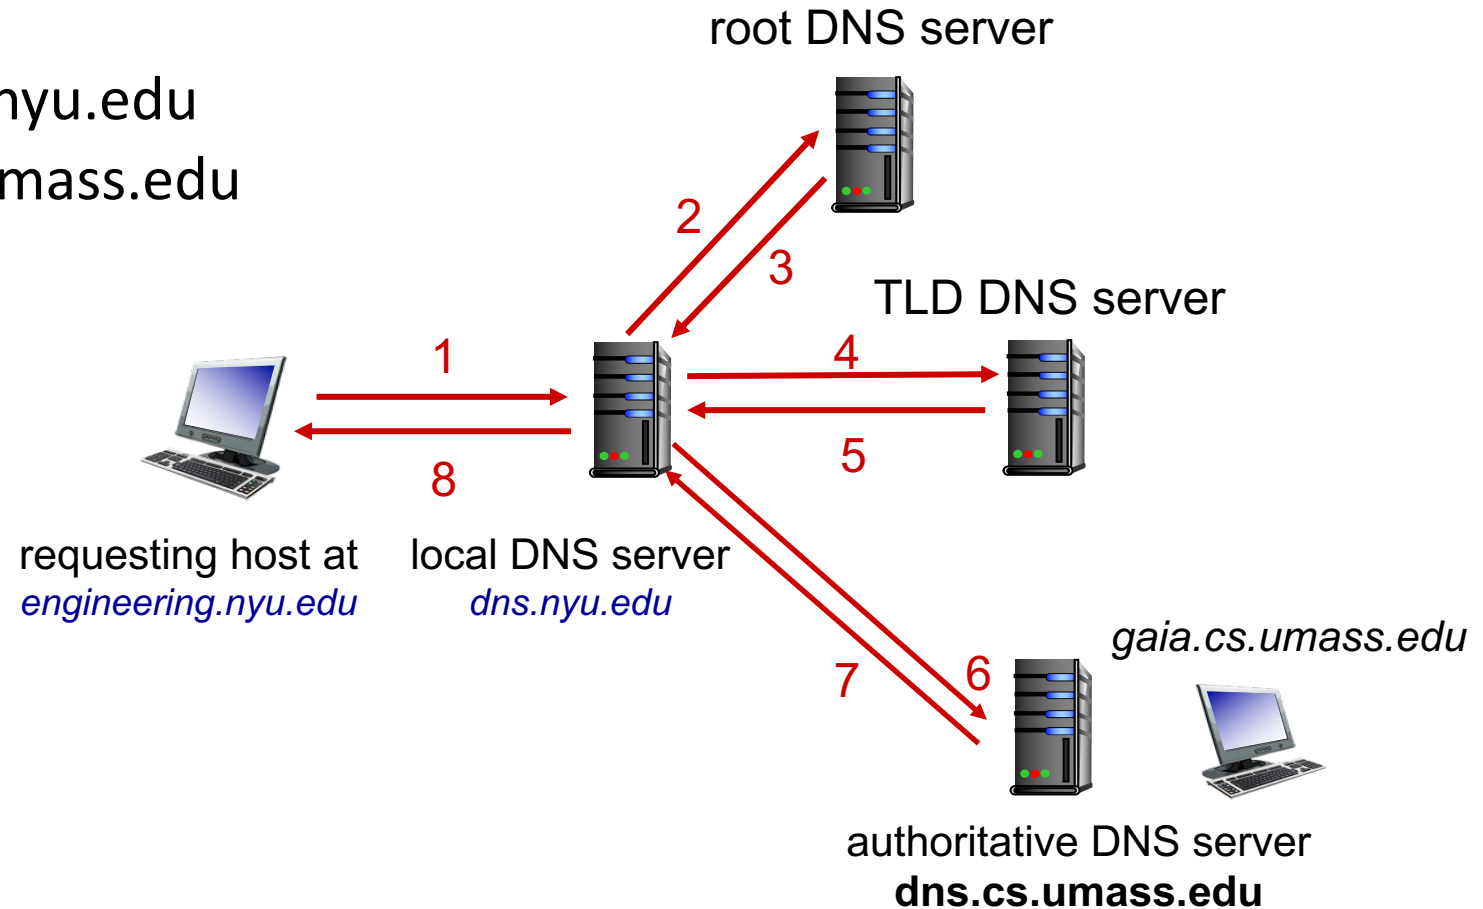 root DNS server
nyu.edu
mass.edu
2
3
TLD DNS server
1
4
5
8
requesting host at
engineering.nyu.edu
local DNS server
dns.nyu.edu
gaia.cs.umass.edu
6
7
authoritative DNS server
dns.cs.umass.edu